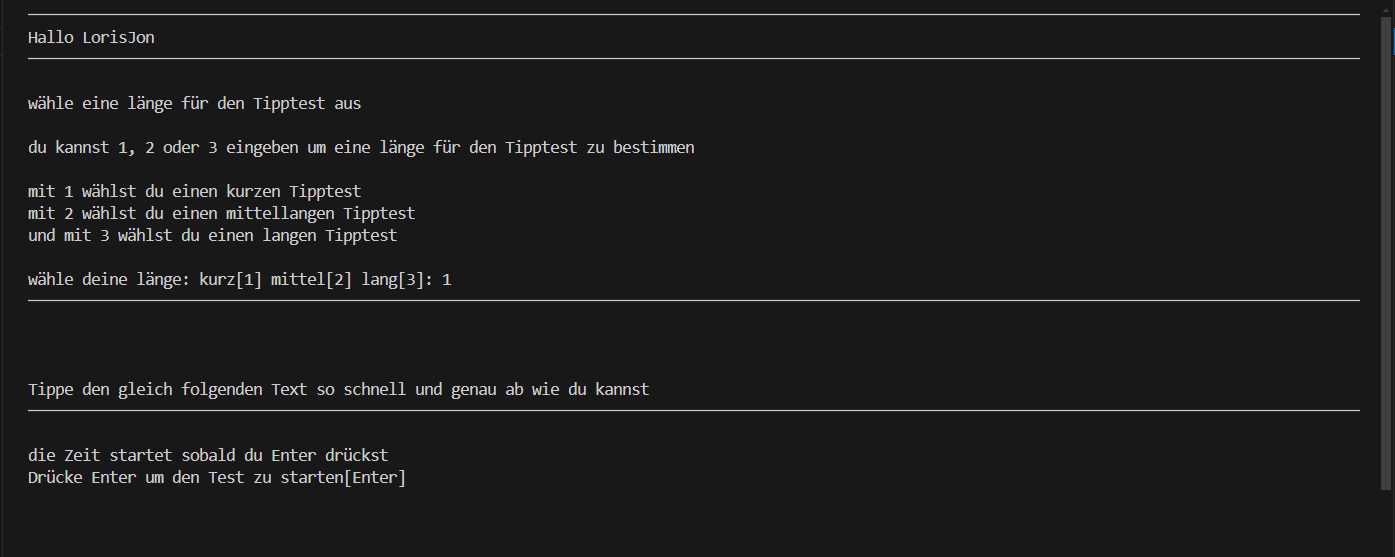 Hallo LorisJon
wähle eine länge für den Tipptest aus
du kannst 1, 2 oder 3 eingeben um eine länge für den Tipptest zu bestimmen
mit 1 wählst du einen kurzen Tipptest
mit 2 wählst du einen mittellangen Tipptest
und mit 3 wählst du einen langen Tipptest
wähle deine länge: kurz[1] mittel[2] lang[3]: 1
Tippe den gleich folgenden Text so schnell und genau ab wie du kannst
die Zeit startet sobald du Enter drückst
Drücke Enter um den Test zu starten[Enter]